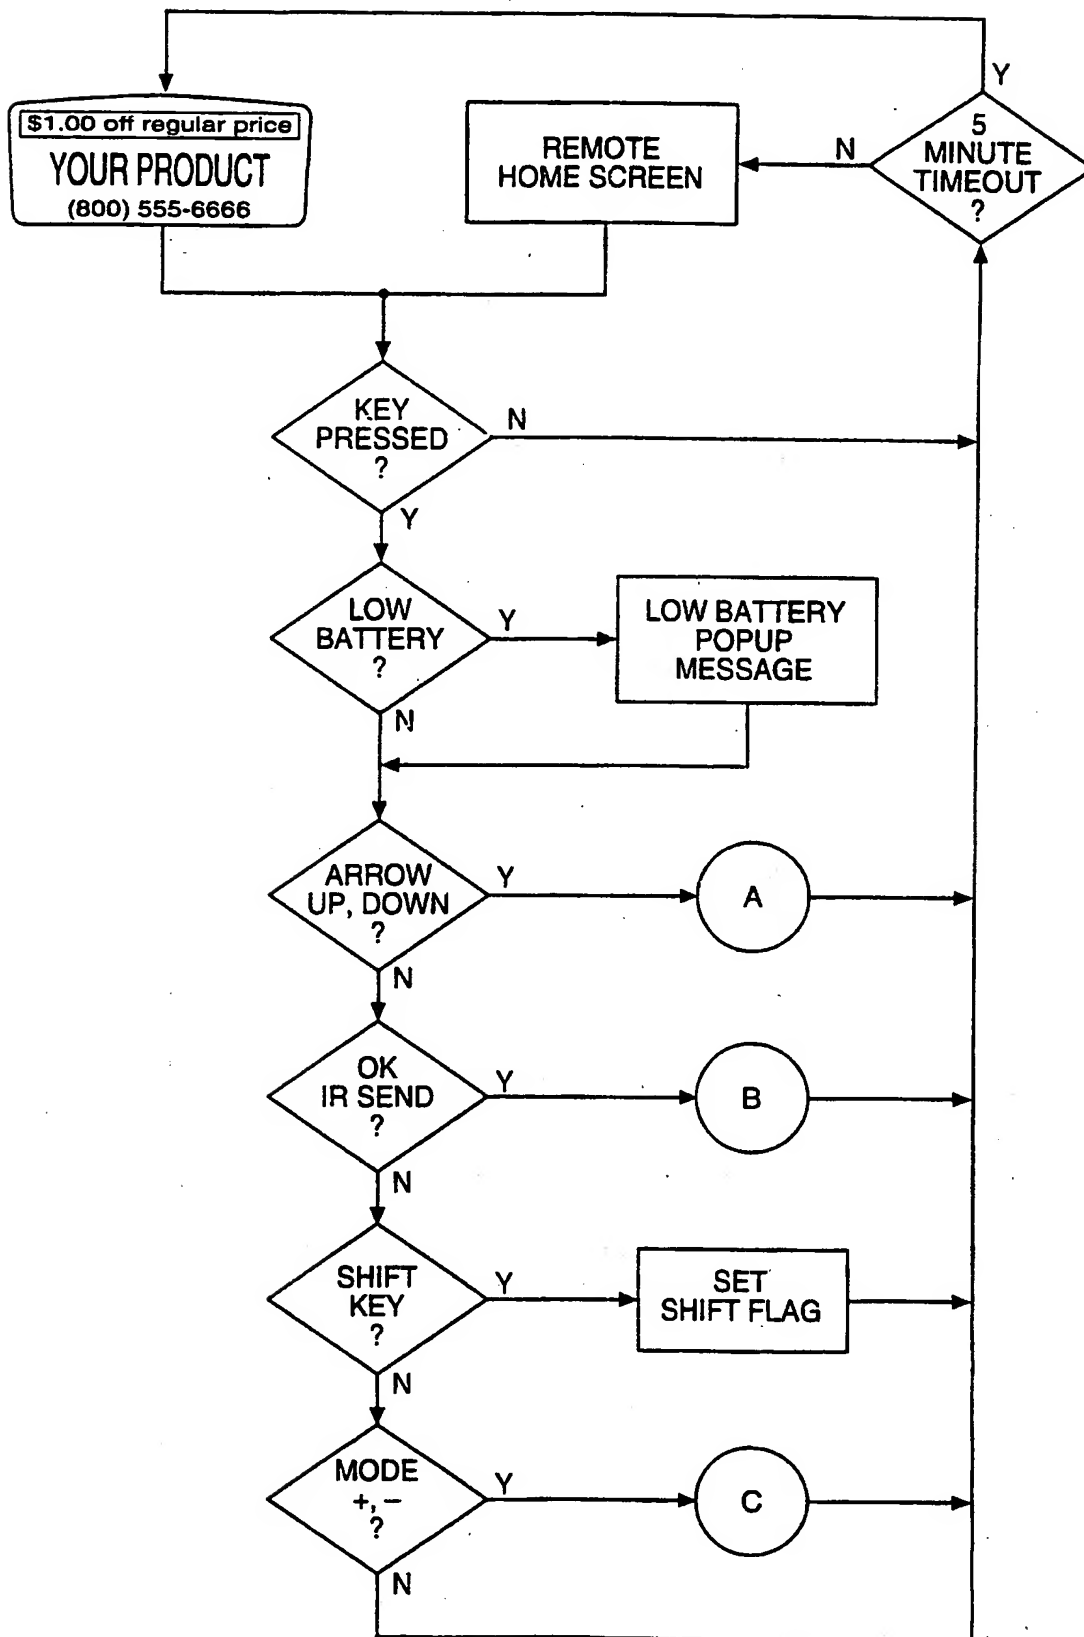 Y
$1.00 off regular price
YOUR PRODUCT
(800) 555-6666
REMOTE
HOME SCREEN
N
5
MINUTE
TIMEOUT
?
KEY
PRESSED
?
N
Y
LOW
BATTERY
?
Y
LOW BATTERY
POPUP
MESSAGE
N
ARROW
UP, DOWN
?
Y
A
N
OK
IR SEND
?
Y
B
N
SHIFT
KEY
?
Y
SET
SHIFT FLAG
N
MODE
+, −
?
Y
C
N